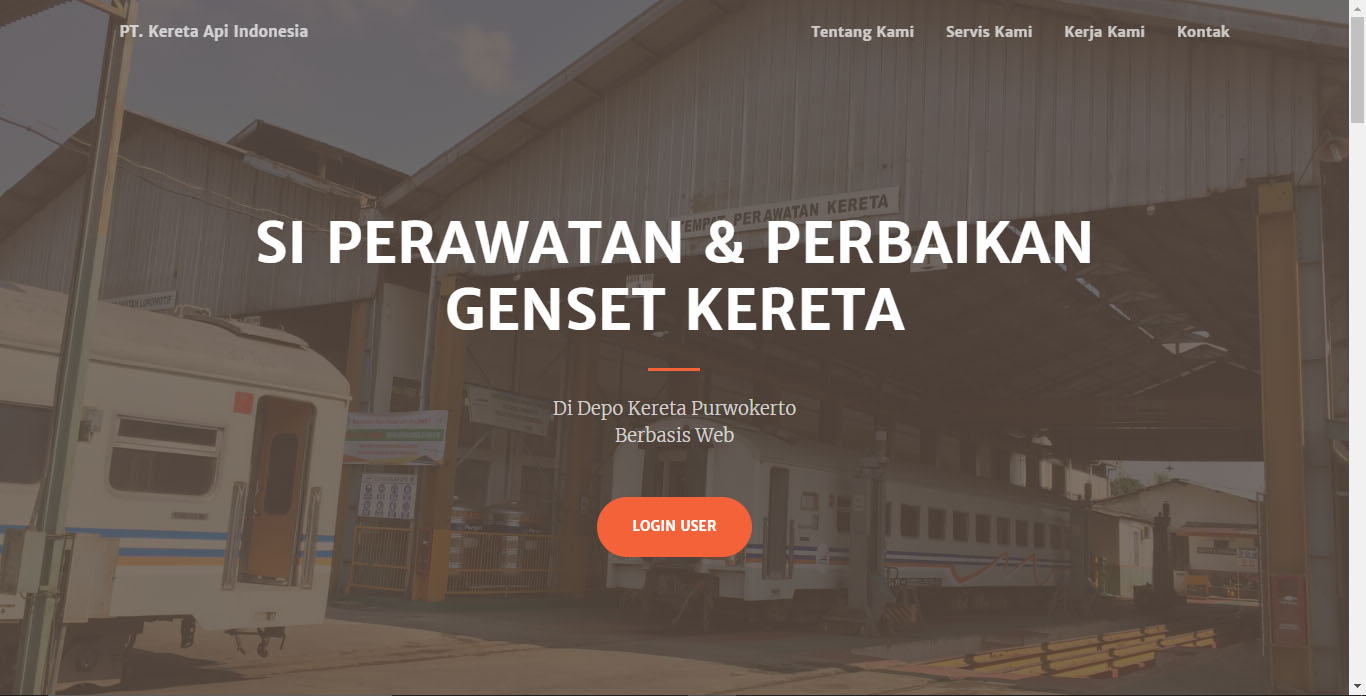 PT. Kereta Api Indonesia
Tentang Kami
Servis Kami
Kerja Kami
Kontak
TEMPAT PERAWATAN KERETA
SI PERAWATAN & PERBAIKAN
GENSET KERETA
Di Depo Kereta Purwokerto
Berbasis Web
LOGIN USER